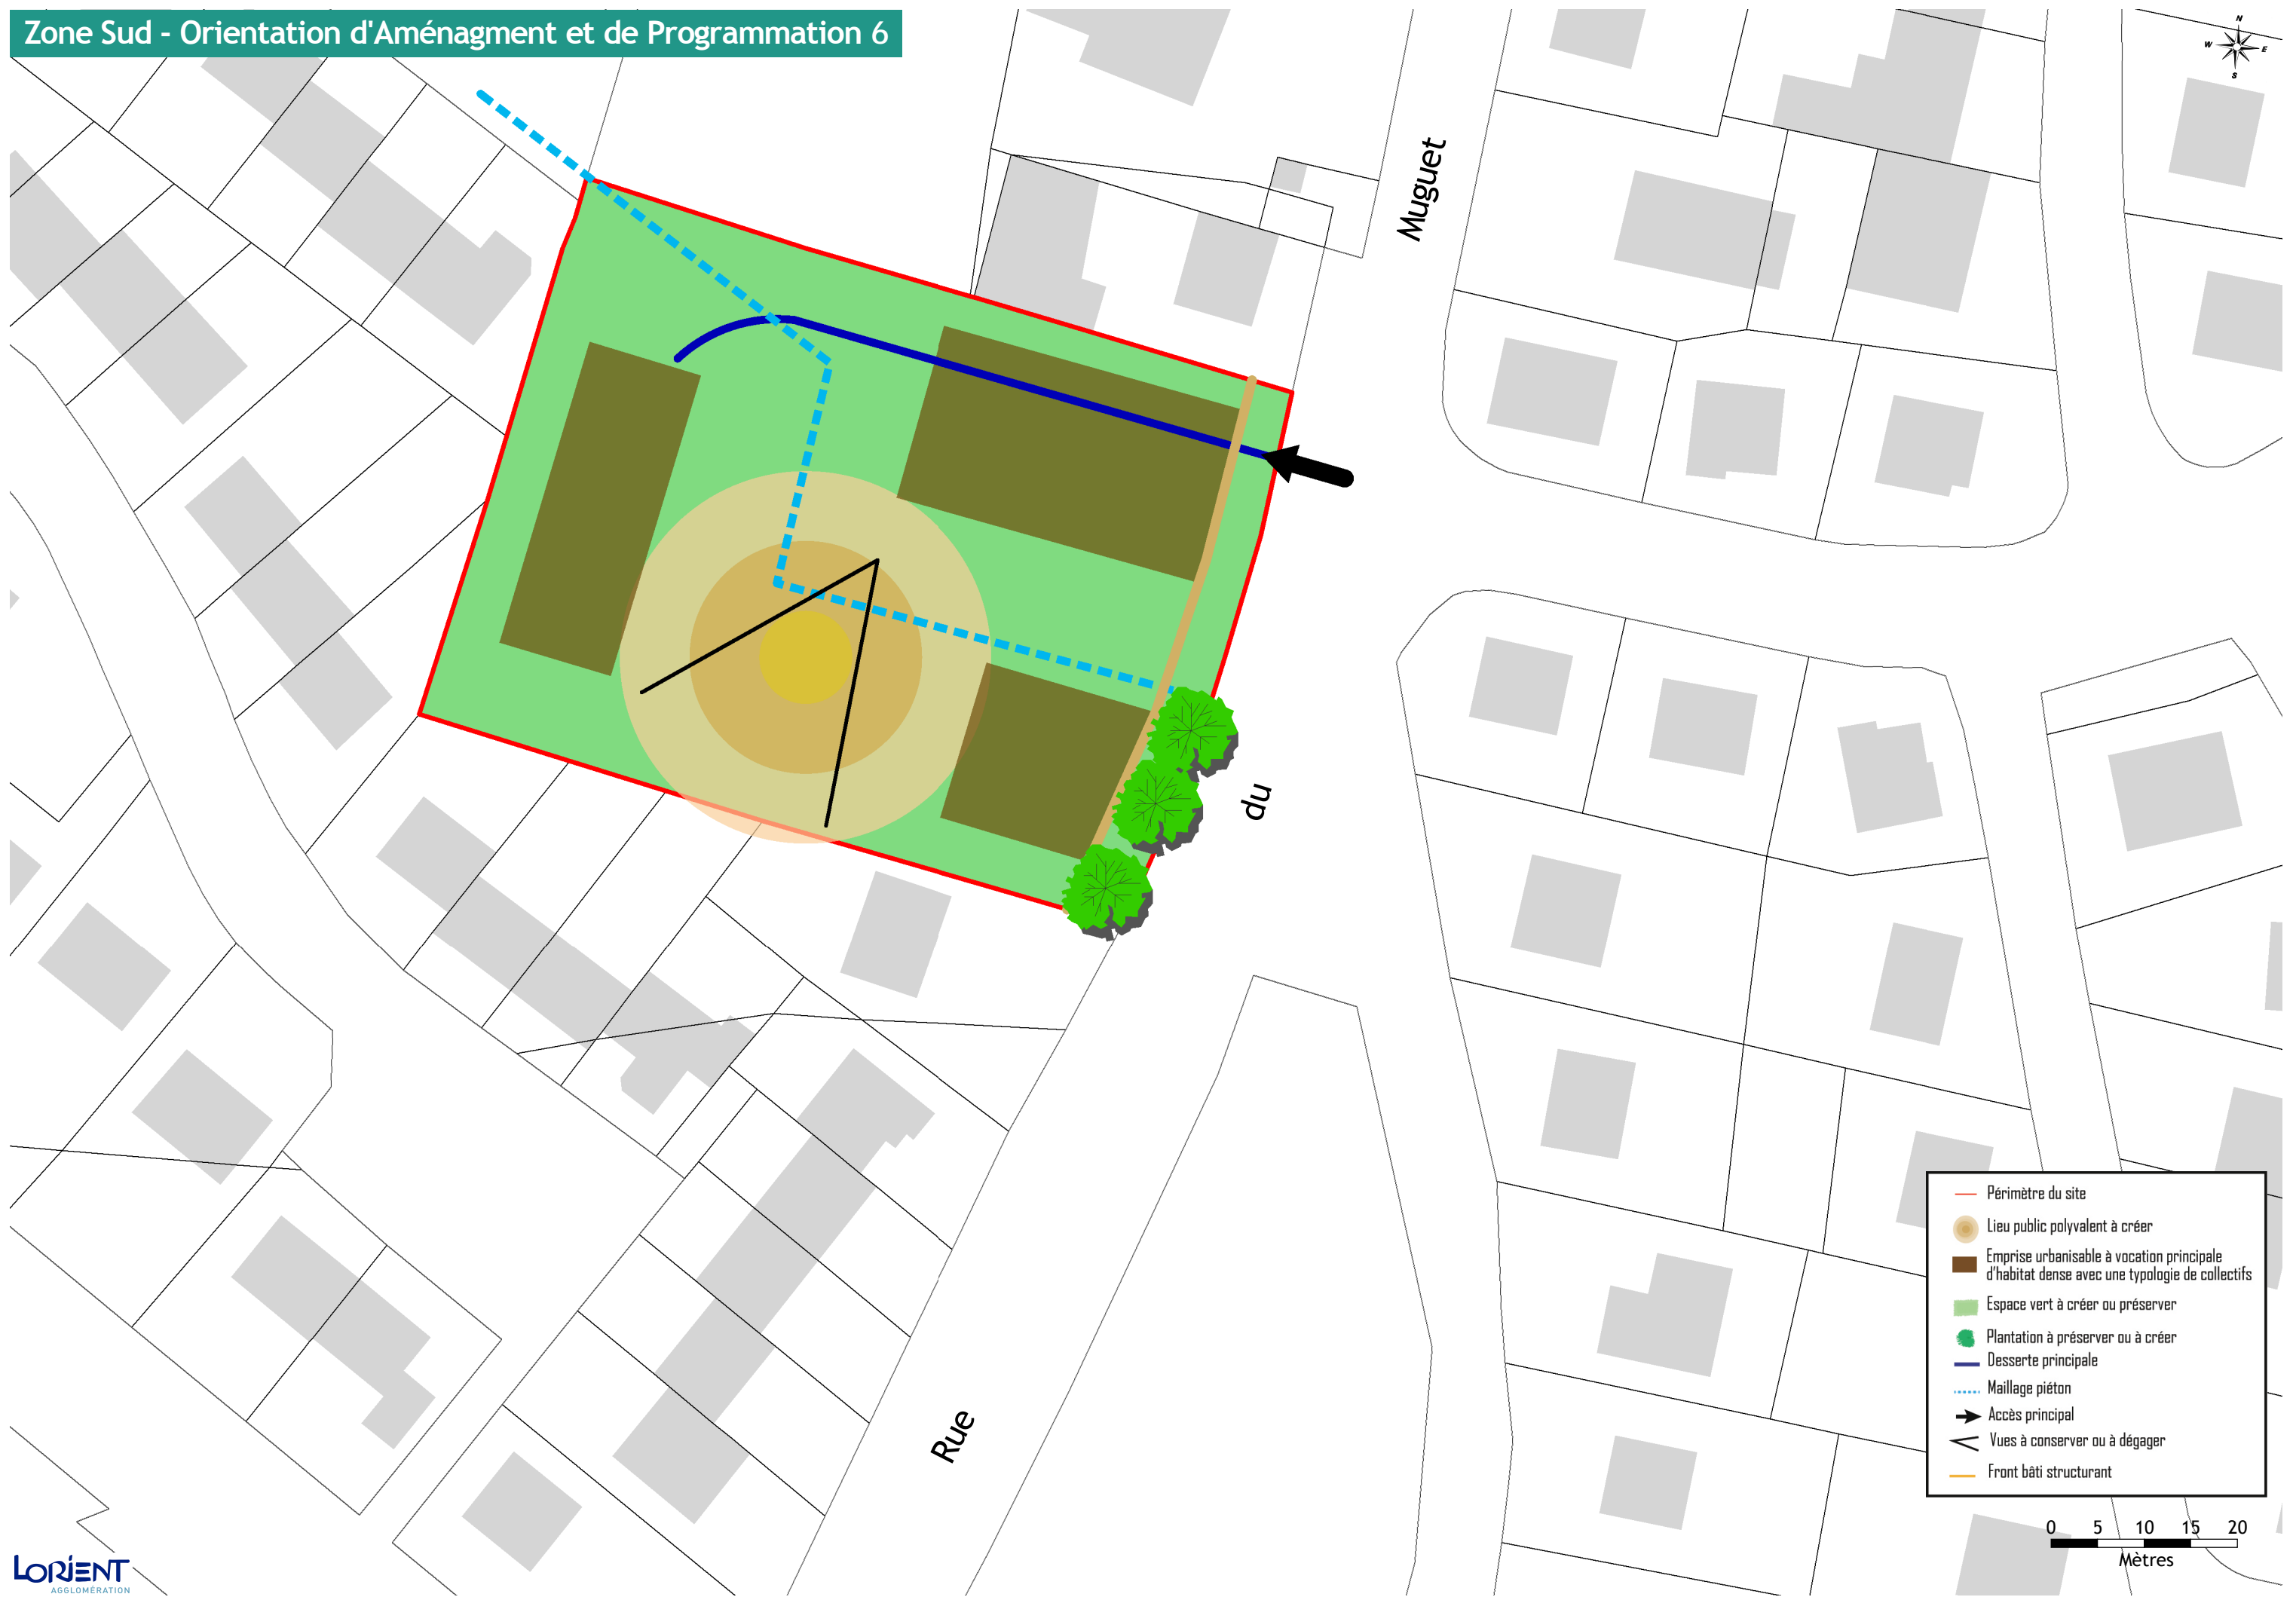 Zone Sud - Orientation d'Aménagment et de Programmation 6
N
W E
S
Muguet
du
Rue
Périmètre du site
Lieu public polyvalent à créer
Emprise urbanisable à vocation principale
d'habitat dense avec une typologie de collectifs
Espace vert à créer ou préserver
Plantation à préserver ou à créer
Desserte principale
Maillage piéton
Accès principal
Vues à conserver ou à dégager
Front bâti structurant
0 5 10 15 20
Mètres
LORIENT
AGGLOMÉRATION